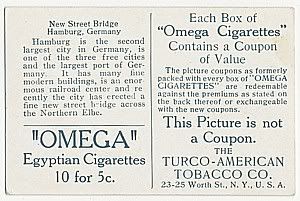 New Street Bridge
Hamburg, Germany
Hamburg is the second
largest city in Germany, is
one of the three free cities
and the largest port of Ger-
many. It has many fine
modern buildings, is an enor-
mous railroad center and re-
cently the city has erected a
fine new street bridge across
the Northern Elbe.
"OMEGA"
Egyptian Cigarettes
10 for 5c.
Each Box of
"Omega Cigarettes"
Contains a Coupon
of Value
The picture coupons as formerly
packed with every box of "OMEGA
CIGARETTES" are redeemable
against the premiums as stated on
the back thereof or exchangeable
with the new coupons.
This Picture is not
a Coupon.
THE
TURCO-AMERICAN
TOBACCO CO.
23-25 Worth St., N. Y., U. S. A.